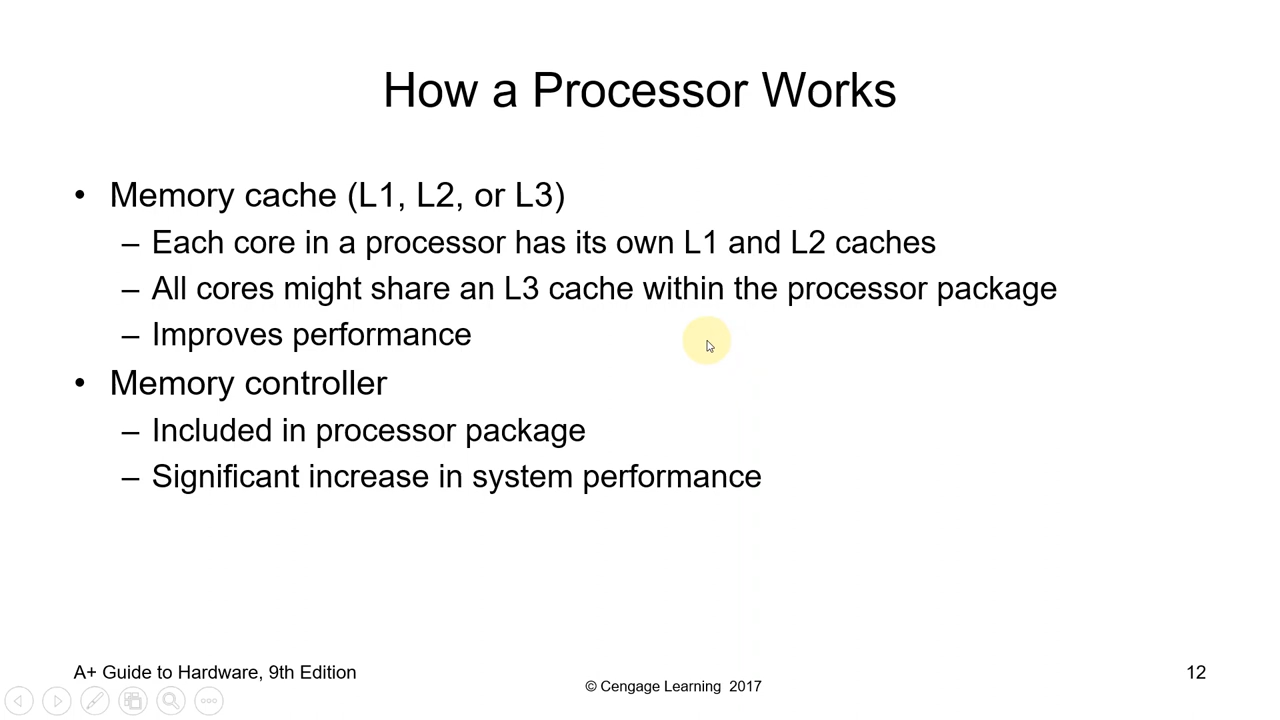 How a Processor Works
• Memory cache (L1, L2, or L3)
– Each core in a processor has its own L1 and L2 caches
– All cores might share an L3 cache within the processor package
– Improves performance
• Memory controller
– Included in processor package
– Significant increase in system performance
A+ Guide to Hardware, 9th Edition
© Cengage Learning 2017
12